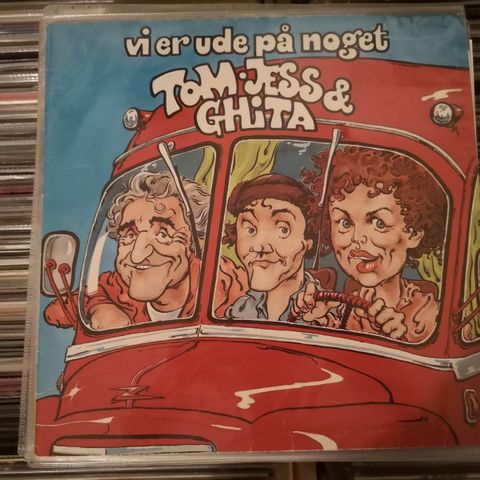 vi er ude på noget
TOM·JESS &
GHITA